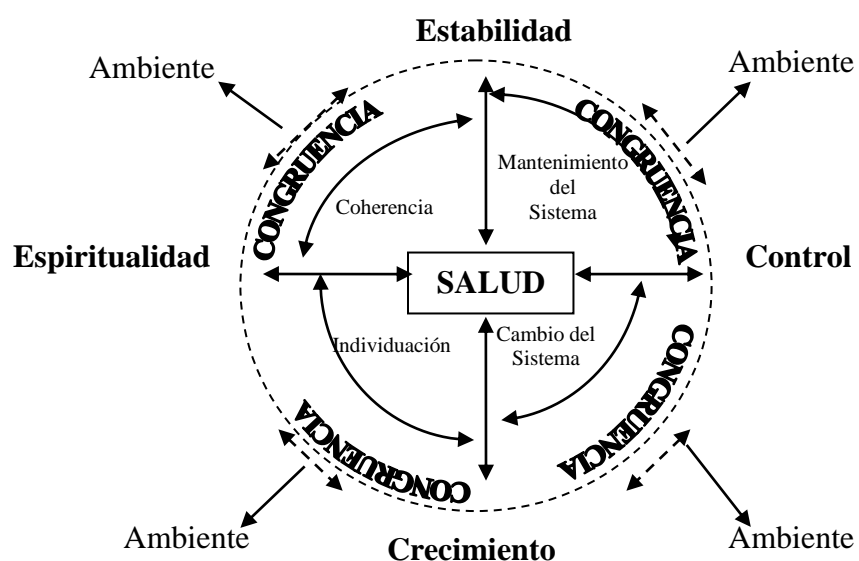 Estabilidad
Ambiente
Ambiente
CONGRUENCIA
CONGRUENCIA
Mantenimiento
del
Sistema
Coherencia
Espiritualidad
SALUD
Control
Individuación
Cambio del
Sistema
CONGRUENCIA
CONGRUENCIA
Ambiente
Crecimiento
Ambiente